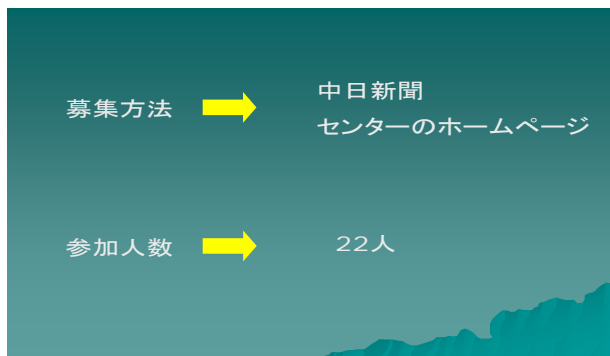 募集方法
中日新聞
センターのホームページ
参加人数
22人